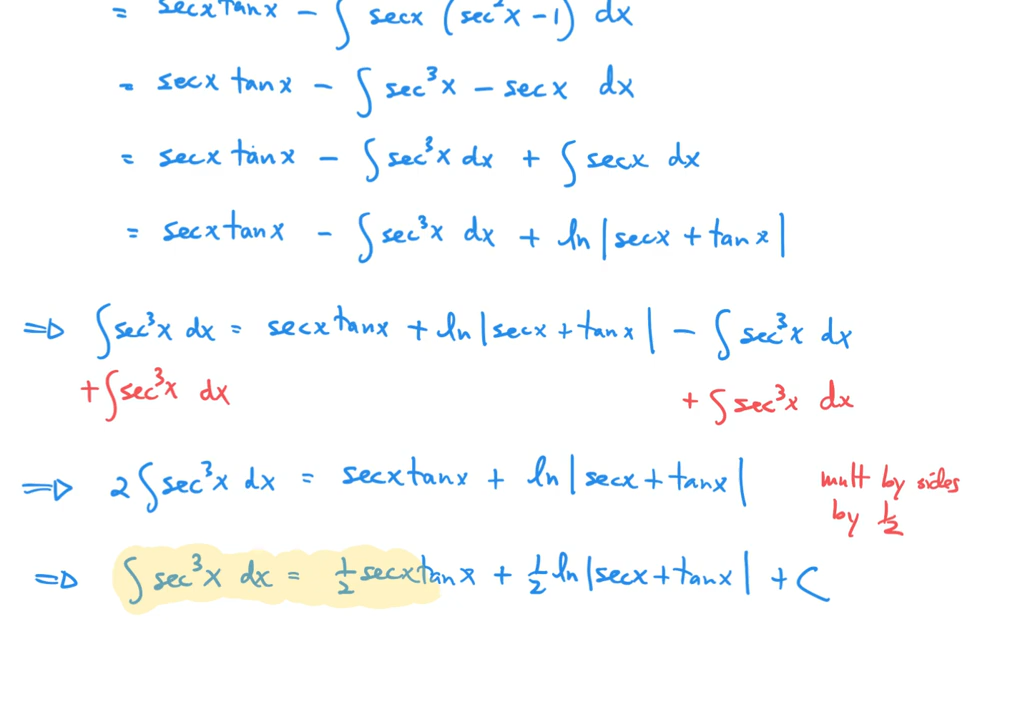 = secx tanx − ∫ secx (sec²x − 1) dx
= secx tanx − ∫ sec³x − secx dx
= secx tanx − ∫ sec³x dx + ∫ secx dx
= secx tanx − ∫ sec³x dx + ln |secx + tanx|
⇒ ∫ sec³x dx = secx tanx + ln |secx + tanx| − ∫ sec³x dx
+ ∫ sec³x dx + ∫ sec³x dx
⇒ 2 ∫ sec³x dx = secx tanx + ln |secx + tanx| mult by sides
by ½
⇒ ∫ sec³x dx = ½ secx tanx + ½ ln |secx + tanx| + C